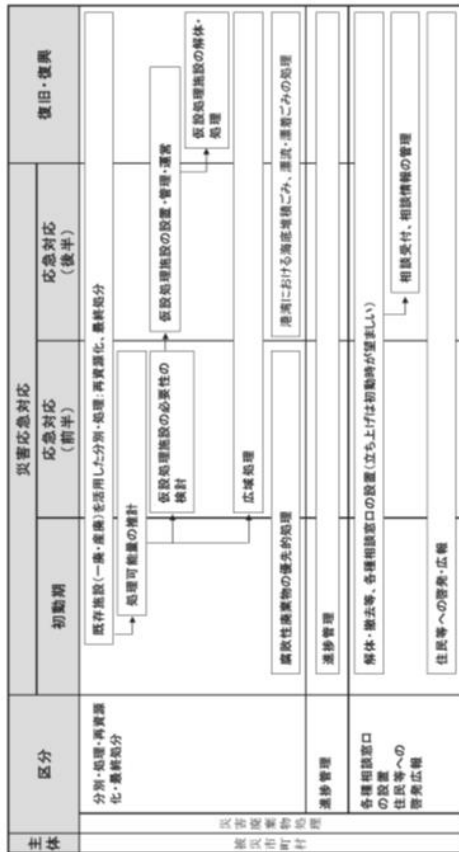 主体
区分
災害応急対応
初動期
応急対応
（前半）
応急対応
（後半）
復旧・復興
被災市町村
災害廃棄物処理
分別・処理・再資源
化・最終処分
既存施設（一廃・産廃）を活用した分別・処理・再資源化、最終処分
処理可能量の推計
仮設処理施設の必要性の
検討
仮設処理施設の設置・管理・運営
仮設処理施設の解体・
処理
広域処理
腐敗性廃棄物の優先的処理
港湾における海底堆積ごみ、漂流・漂着ごみの処理
進捗管理
進捗管理
各種相談窓口
の設置
住民等への
啓発広報
解体・撤去等、各種相談窓口の設置（立ち上げは初動時が望ましい）
相談受付、相談情報の管理
住民等への啓発・広報